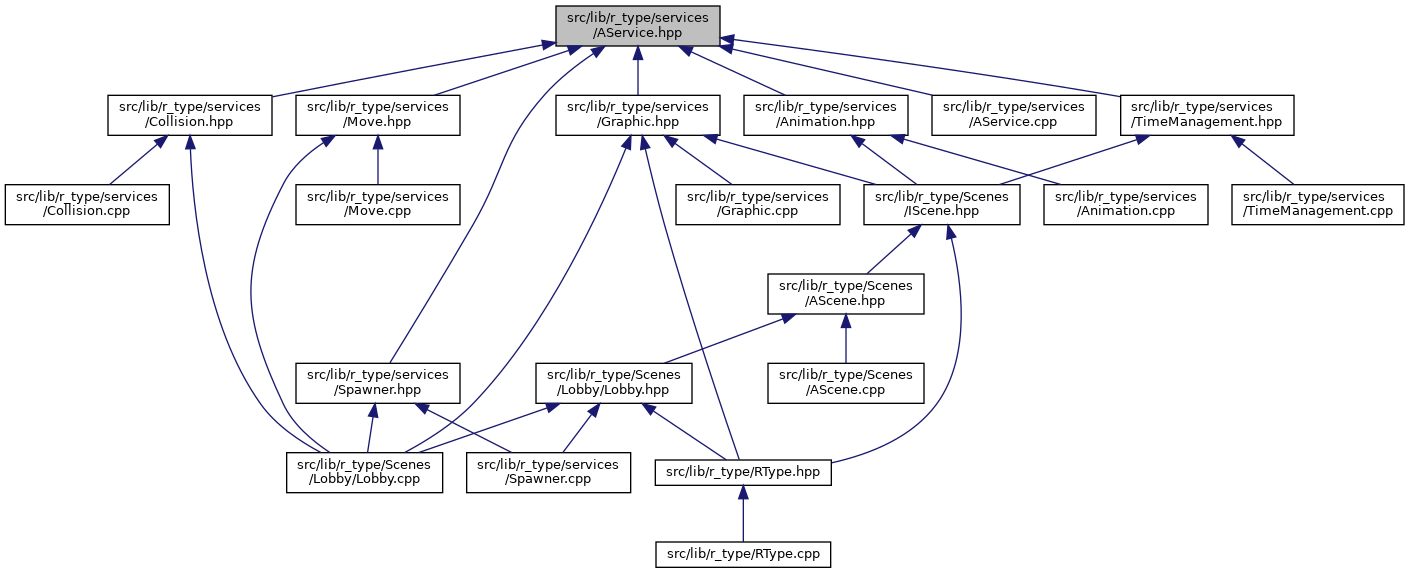 src/lib/r_type/services
/AService.hpp
src/lib/r_type/services
/Collision.hpp
src/lib/r_type/services
/Move.hpp
src/lib/r_type/services
/Graphic.hpp
src/lib/r_type/services
/Animation.hpp
src/lib/r_type/services
/AService.cpp
src/lib/r_type/services
/TimeManagement.hpp
src/lib/r_type/services
/Collision.cpp
src/lib/r_type/services
/Move.cpp
src/lib/r_type/services
/Graphic.cpp
src/lib/r_type/Scenes
/IScene.hpp
src/lib/r_type/services
/Animation.cpp
src/lib/r_type/services
/TimeManagement.cpp
src/lib/r_type/Scenes
/AScene.hpp
src/lib/r_type/services
/Spawner.hpp
src/lib/r_type/Scenes
/Lobby/Lobby.hpp
src/lib/r_type/Scenes
/AScene.cpp
src/lib/r_type/Scenes
/Lobby/Lobby.cpp
src/lib/r_type/services
/Spawner.cpp
src/lib/r_type/RType.hpp
src/lib/r_type/RType.cpp